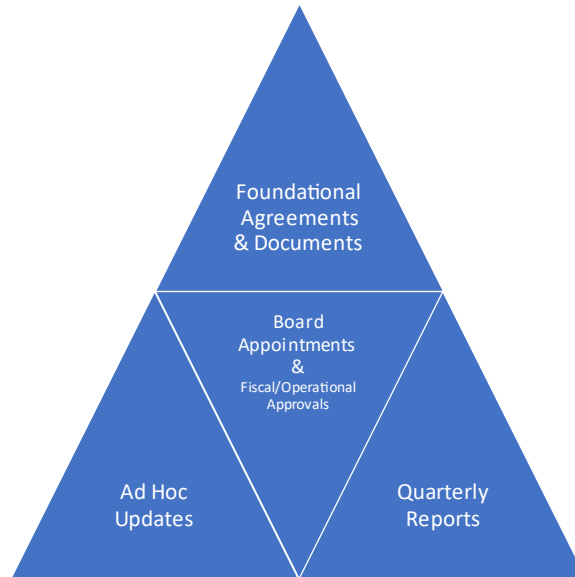 Foundational
Agreements
& Documents
Board
Appointments
&
Fiscal/Operational
Approvals
Ad Hoc
Updates
Quarterly
Reports